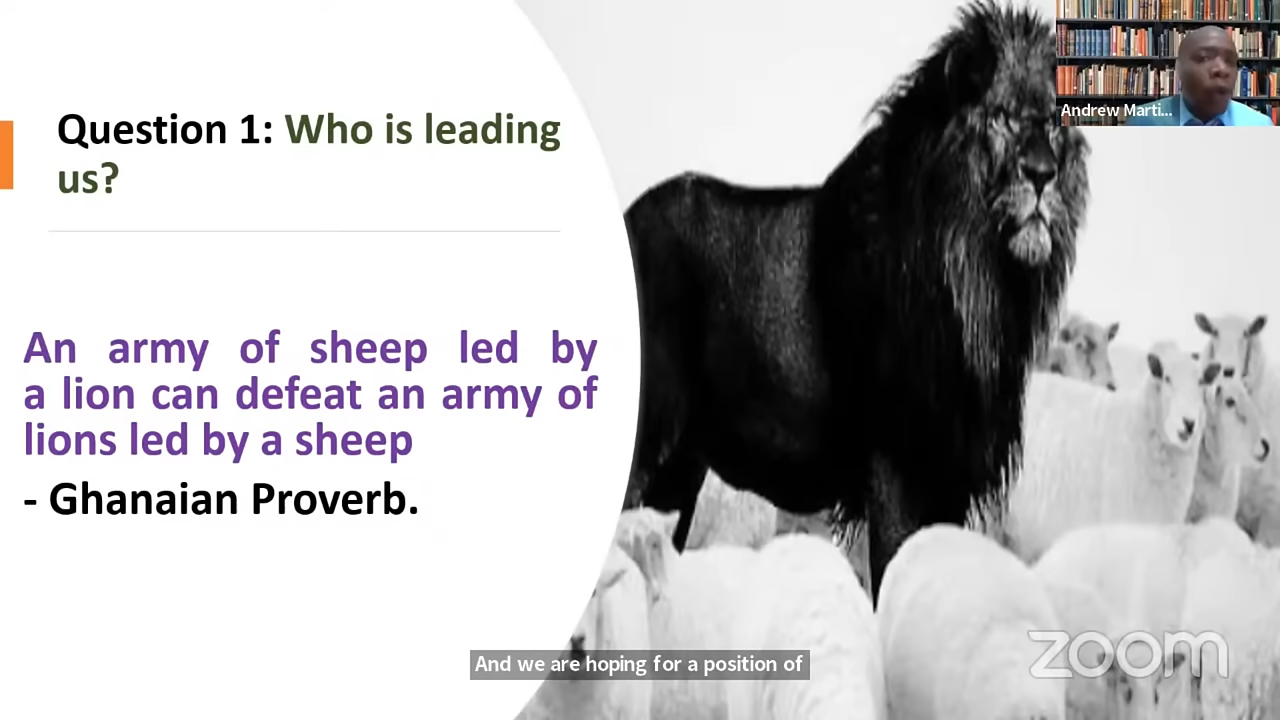 Question 1: Who is leading
us?
An army of sheep led by
a lion can defeat an army of
lions led by a sheep
- Ghanaian Proverb.
Andrew Marti...
And we are hoping for a position of
zoom